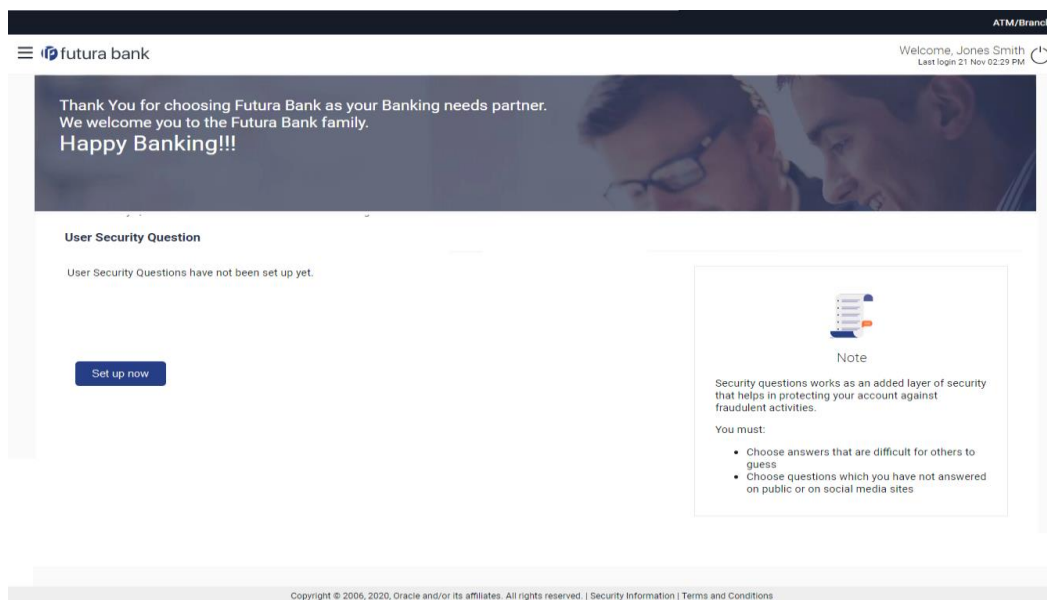 ATM/Branch
futura bank
Welcome, Jones Smith
Last login 21 Nov 02:29 PM
Thank You for choosing Futura Bank as your Banking needs partner.
We welcome you to the Futura Bank family.
Happy Banking!!!
User Security Question
User Security Questions have not been set up yet.
Set up now
Note
Security questions works as an added layer of security
that helps in protecting your account against
fraudulent activities.
You must:
Choose answers that are difficult for others to
guess
Choose questions which you have not answered
on public or on social media sites
Copyright © 2006, 2020, Oracle and/or its affiliates. All rights reserved. | Security Information | Terms and Conditions